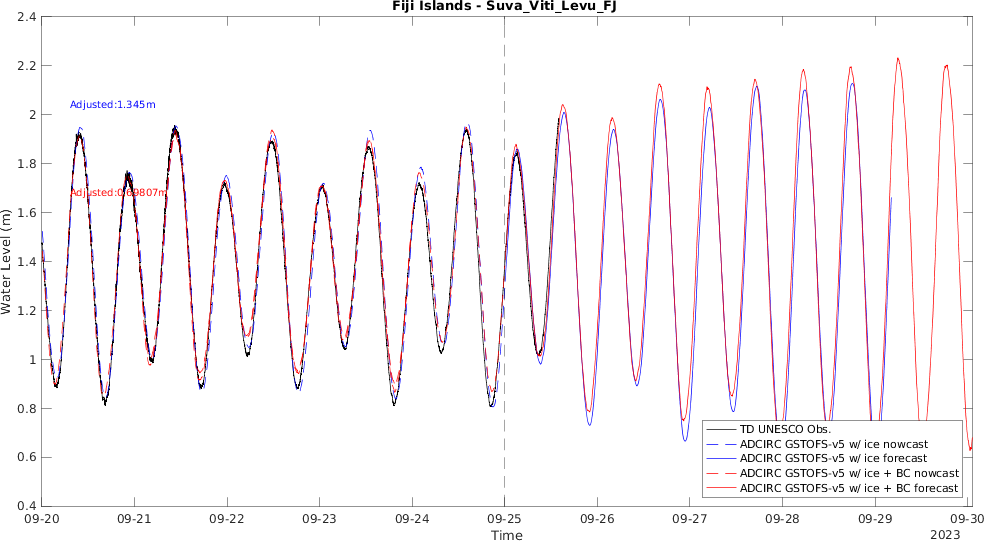 Fiji Islands - Suva_Viti_Levu_FJ
2.4
2.2
2
1.8
1.6
1.4
1.2
1
0.8
0.6
0.4
Water Level (m)
Adjusted:1.345m
Adjusted:0.69807m
TD UNESCO Obs.
ADCIRC GSTOFS-v5 w/ ice nowcast
ADCIRC GSTOFS-v5 w/ ice forecast
ADCIRC GSTOFS-v5 w/ ice + BC nowcast
ADCIRC GSTOFS-v5 w/ ice + BC forecast
09-20 09-21 09-22 09-23 09-24 09-25 09-26 09-27 09-28 09-29 09-30
Time
2023